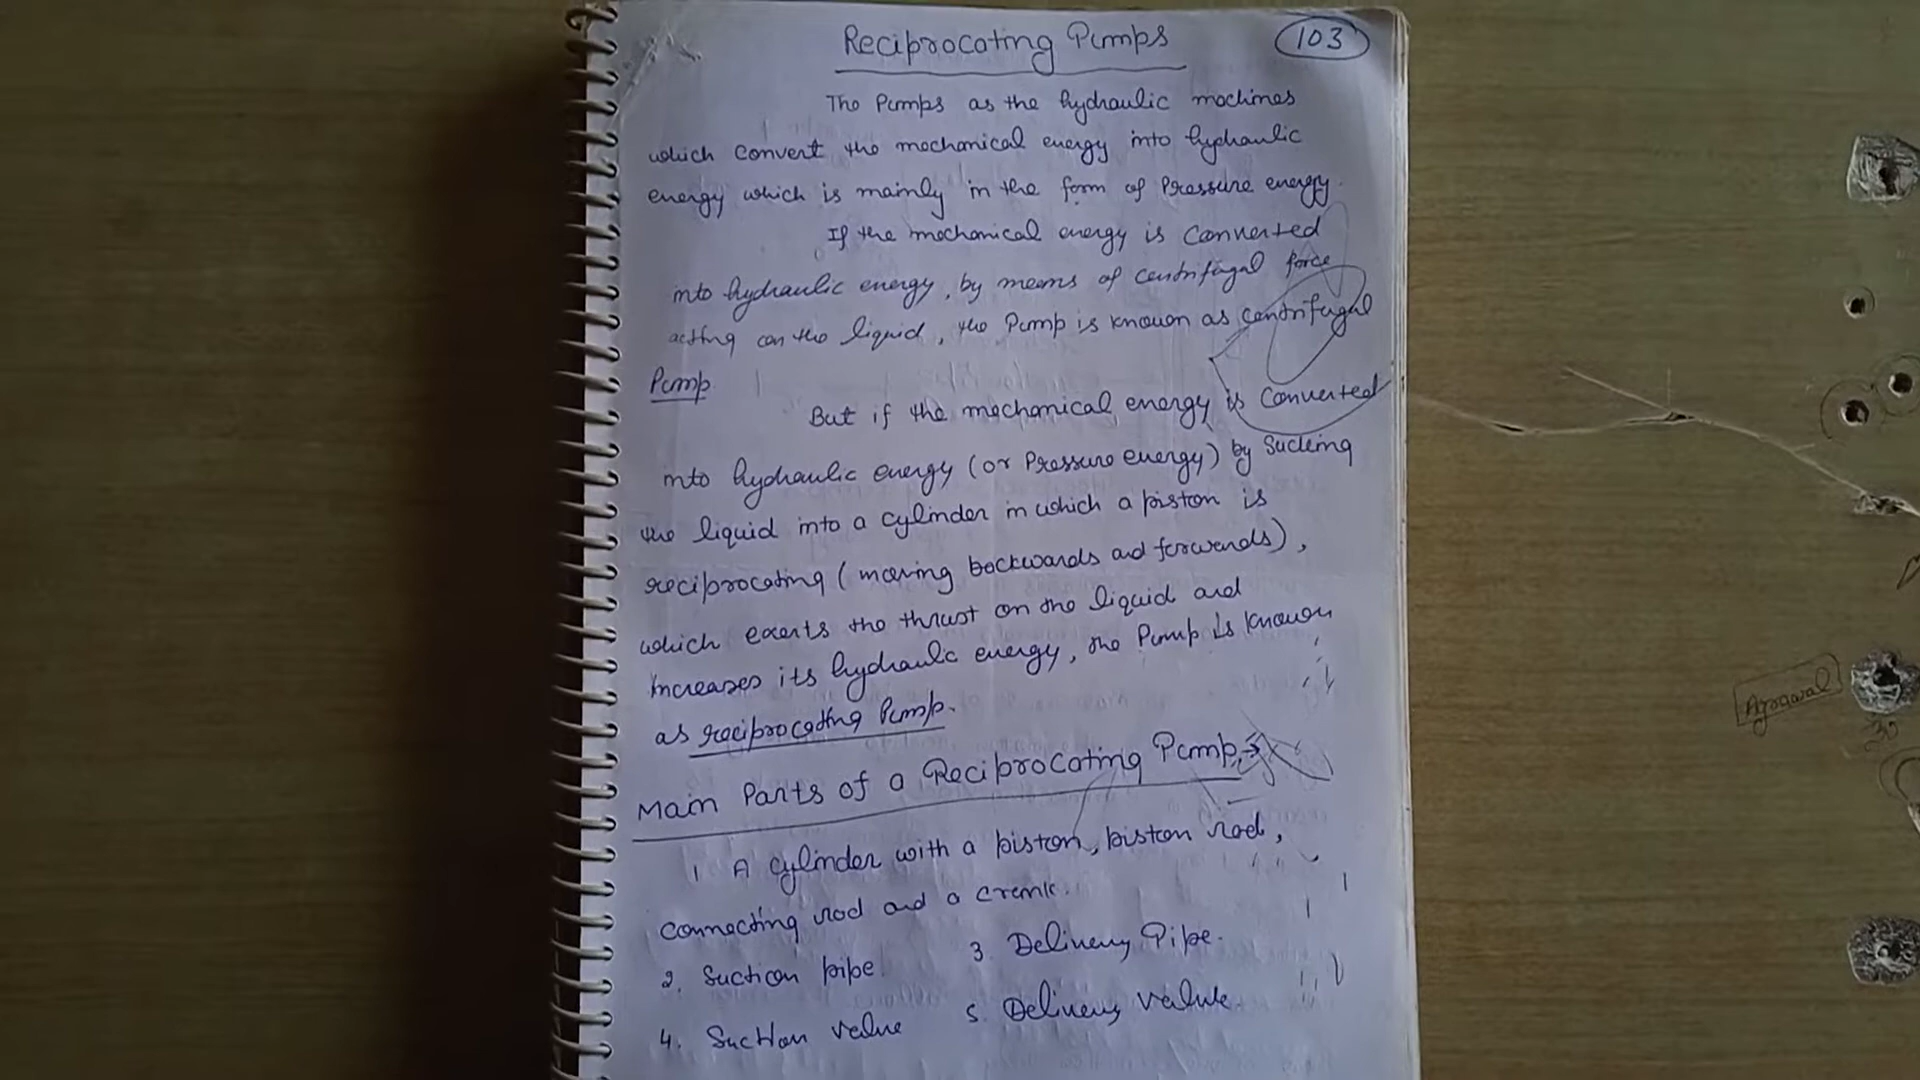 Reciprocating Pumps
103
The Pumps as the hydraulic machines
which convert the mechanical energy into hydraulic
energy which is mainly in the form of Pressure energy.
If the mechanical energy is converted
into hydraulic energy, by means of centrifugal force
acting on the liquid, the Pump is known as centrifugal
Pump.
But if the mechanical energy is converted
into hydraulic energy (or Pressure energy) by sucking
the liquid into a cylinder in which a piston is
reciprocating (moving backwards and forwards),
which exerts the thrust on the liquid and
increases its hydraulic energy, the Pump is known
as reciprocating Pump.
Main Parts of a Reciprocating Pump
1 A cylinder with a piston, piston rod,
connecting rod and a crank.
2. Suction pipe
3 Delivery Pipe.
4. Suction valve
5. Delivery valve
Agrawal
30